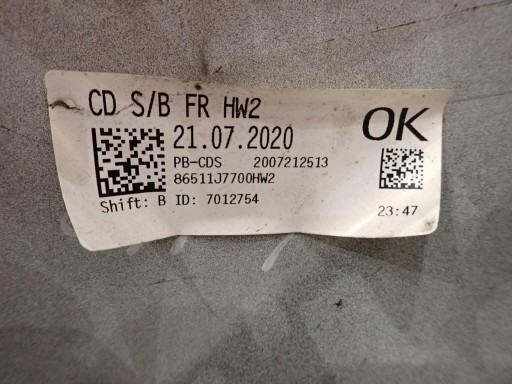 CD S/B FR HW2
OK
21.07.2020
PB-CDS 2007212513
86511J7700HW2
Shift: B ID: 7012754
23:47